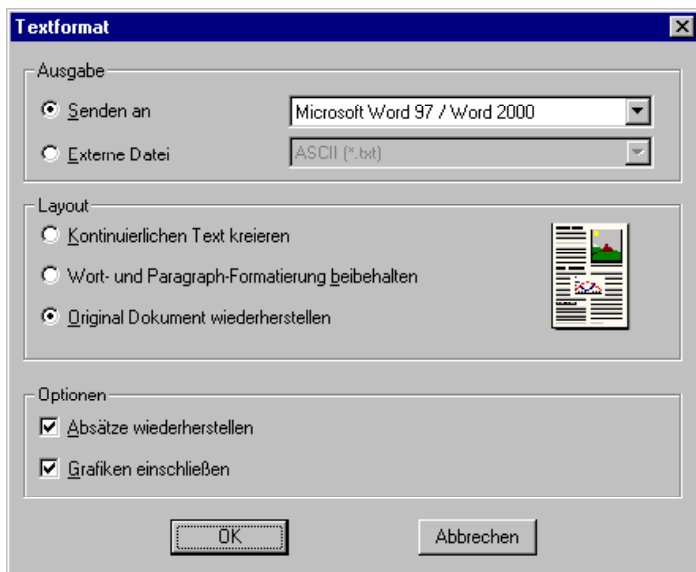 Textformat
Ausgabe
Senden an
Microsoft Word 97 / Word 2000
Externe Datei
ASCII (*.txt)
Layout
Kontinuierlichen Text kreieren
Wort- und Paragraph-Formatierung beibehalten
Original Dokument wiederherstellen
Optionen
Absätze wiederherstellen
Grafiken einschließen
OK
Abbrechen